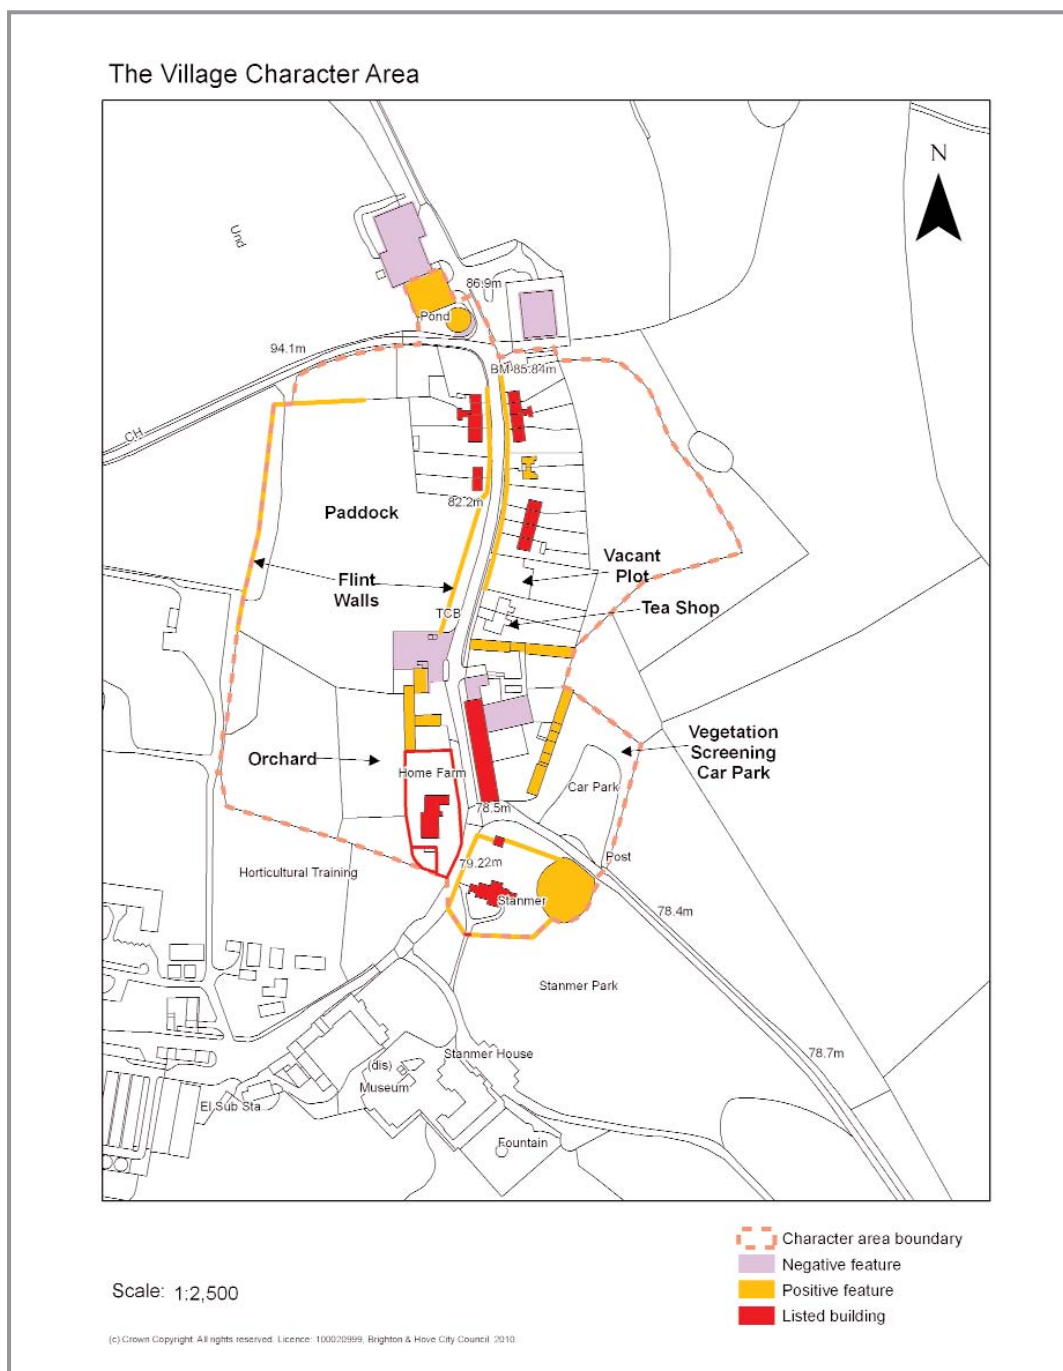 The Village Character Area
N
Und
86.9m
Pond
94.1m
BM 85.84m
CH
82.2m
Paddock
Flint
Walls
Vacant
Plot
TCB
Tea Shop
Orchard
Home Farm
Vegetation
Screening
Car Park
Car Park
78.5m
Post
79.22m
Horticultural Training
Stanmer
78.4m
Stanmer Park
78.7m
Stanmer House
(dis)
Museum
El Sub Sta
Fountain
Character area boundary
Negative feature
Positive feature
Listed building
Scale: 1:2,500
(c) Crown Copyright. All rights reserved. Licence: 100020999, Brighton & Hove City Council. 2010.